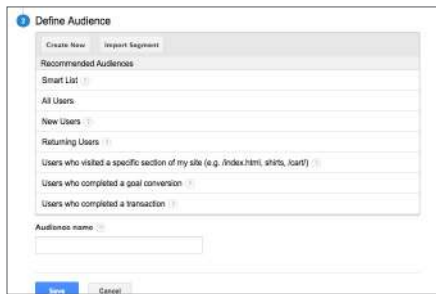 2 Define Audience
Create New Import Segment
Recommended Audiences
Smart List ?
All Users
New Users ?
Returning Users ?
Users who visited a specific section of my site (e.g. /index.html, shirts, /cart/) ?
Users who completed a goal conversion ?
Users who completed a transaction ?
Audience name ?
Save Cancel